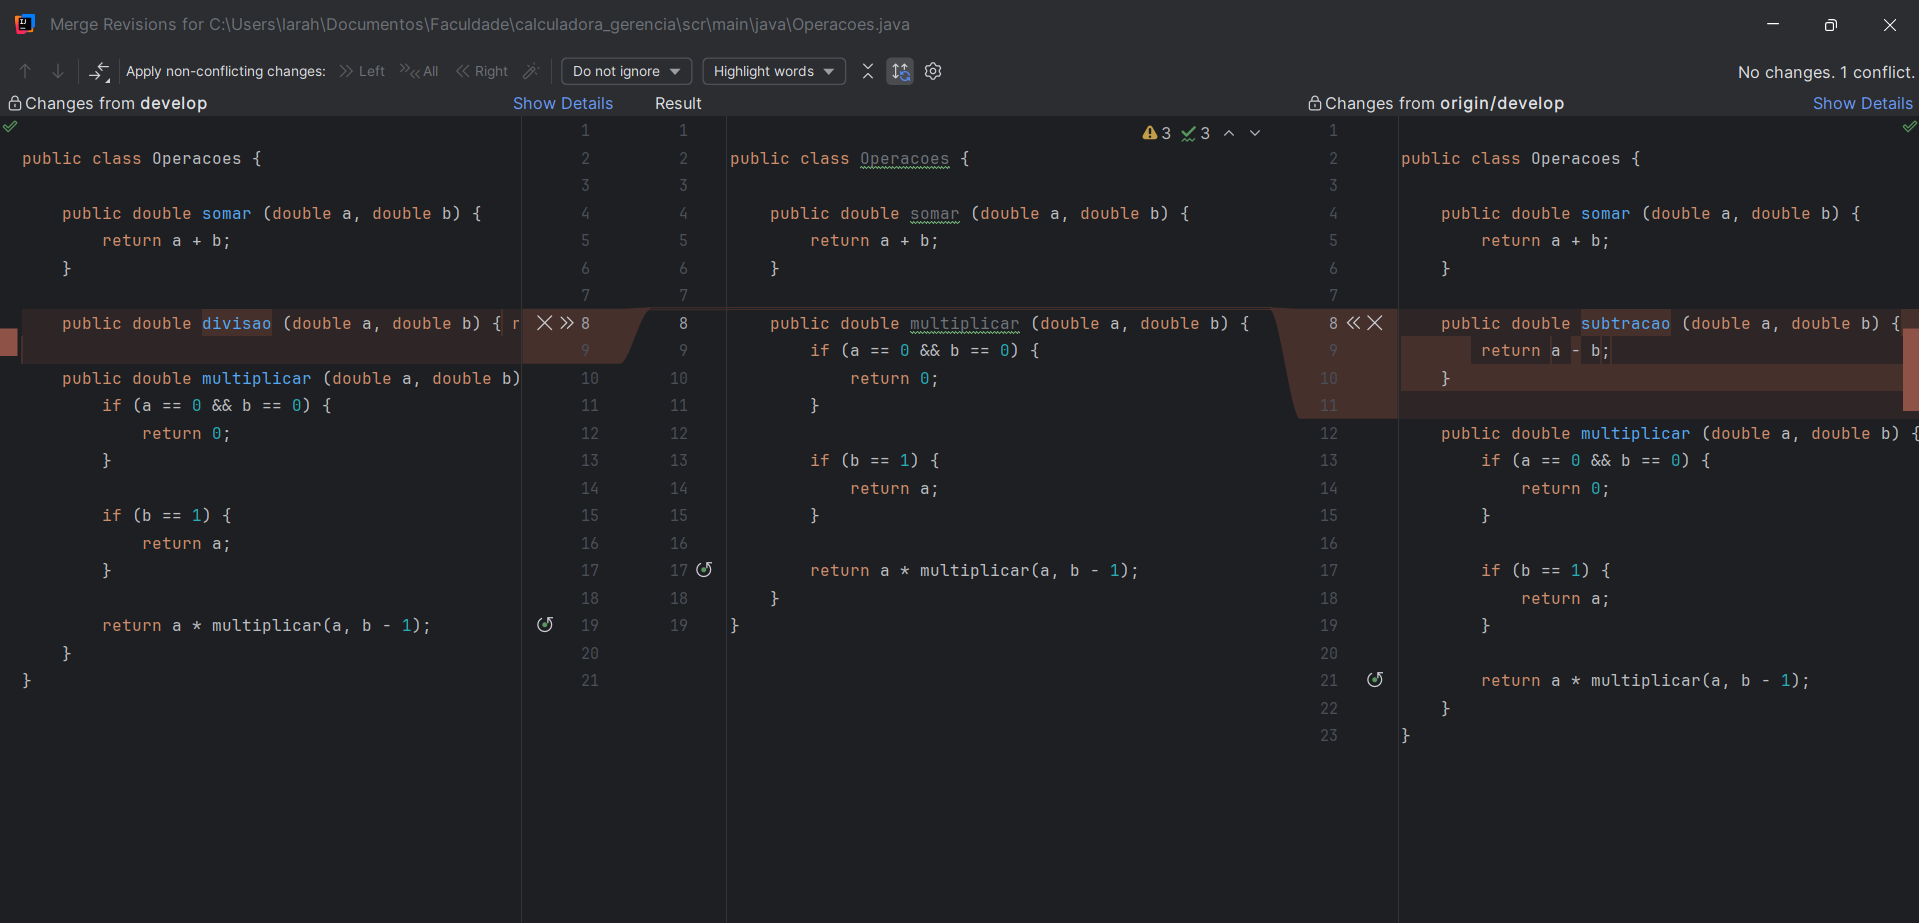 Merge Revisions for C:\Users\larah\Documentos\Faculdade\calculadora_gerencia\scr\main\java\Operacoes.java
Apply non-conflicting changes: Left All Right Do not ignore Highlight words No changes. 1 conflict.
Changes from develop Show Details Result Changes from origin/develop Show Details
3 3
1
2 public class Operacoes {
3
4     public double somar (double a, double b) {
5         return a + b;
6     }
7
8     public double divisao (double a, double b) { r
9
10     public double multiplicar (double a, double b)
11         if (a == 0 && b == 0) {
12             return 0;
13         }
14
15         if (b == 1) {
16             return a;
17         }
18
19         return a * multiplicar(a, b - 1);
20     }
21 }
1
2 public class Operacoes {
3
4     public double somar (double a, double b) {
5         return a + b;
6     }
7
8     public double multiplicar (double a, double b) {
9         if (a == 0 && b == 0) {
10             return 0;
11         }
12
13         if (b == 1) {
14             return a;
15         }
16
17         return a * multiplicar(a, b - 1);
18     }
19 }
1
2 public class Operacoes {
3
4     public double somar (double a, double b) {
5         return a + b;
6     }
7
8     public double subtracao (double a, double b) {
9         return a - b;
10     }
11
12     public double multiplicar (double a, double b) {
13         if (a == 0 && b == 0) {
14             return 0;
15         }
16
17         if (b == 1) {
18             return a;
19         }
20
21         return a * multiplicar(a, b - 1);
22     }
23 }